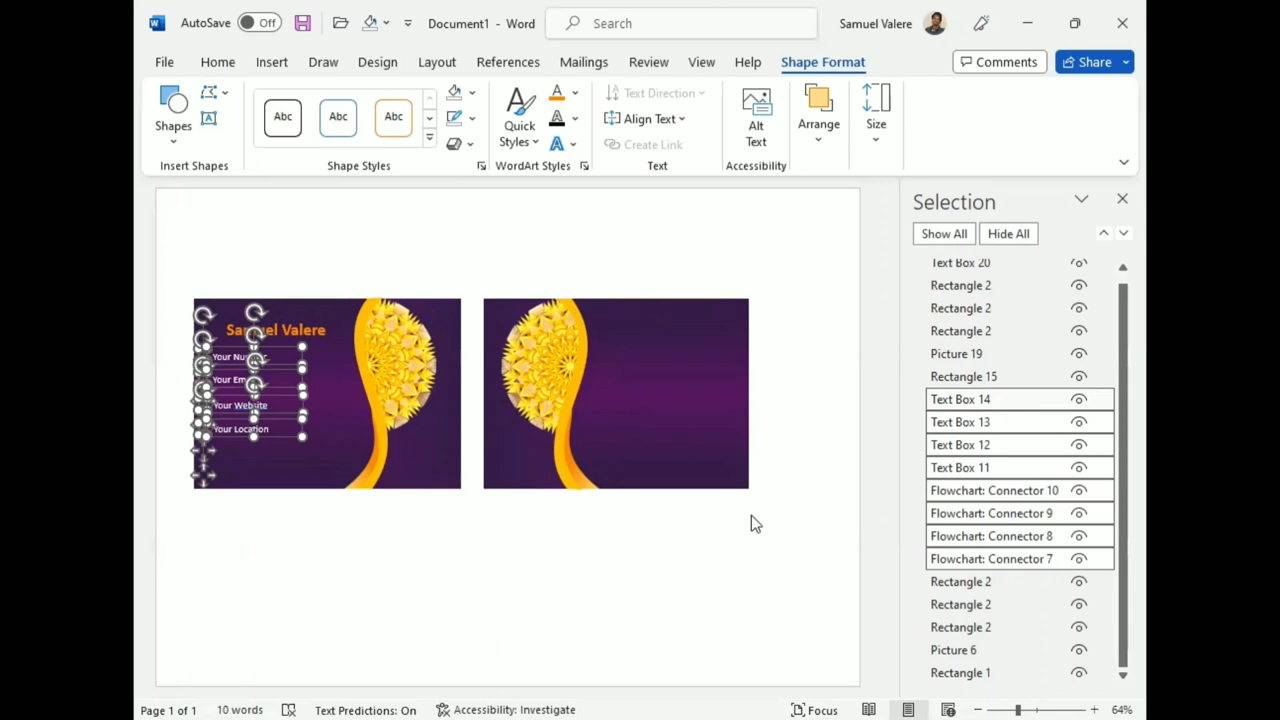 AutoSave Off Document1 - Word Search Samuel Valere
File Home Insert Draw Design Layout References Mailings Review View Help Shape Format Comments Share
Shapes
Insert Shapes
Abc Abc Abc
Shape Styles
Quick
Styles
WordArt Styles
Text Direction
Align Text
Create Link
Text
Alt
Text
Accessibility
Arrange
Size
Samuel Valere
Your Website
Your Location
Selection
Show All Hide All
Text Box 20
Rectangle 2
Rectangle 2
Rectangle 2
Picture 19
Rectangle 15
Text Box 14
Text Box 13
Text Box 12
Text Box 11
Flowchart: Connector 10
Flowchart: Connector 9
Flowchart: Connector 8
Flowchart: Connector 7
Rectangle 2
Rectangle 2
Rectangle 2
Picture 6
Rectangle 1
Page 1 of 1 10 words Text Predictions: On Accessibility: Investigate Focus 64%